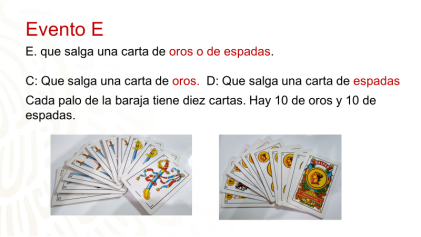 Evento E
E. que salga una carta de oros o de espadas.
C: Que salga una carta de oros. D: Que salga una carta de espadas
Cada palo de la baraja tiene diez cartas. Hay 10 de oros y 10 de
espadas.